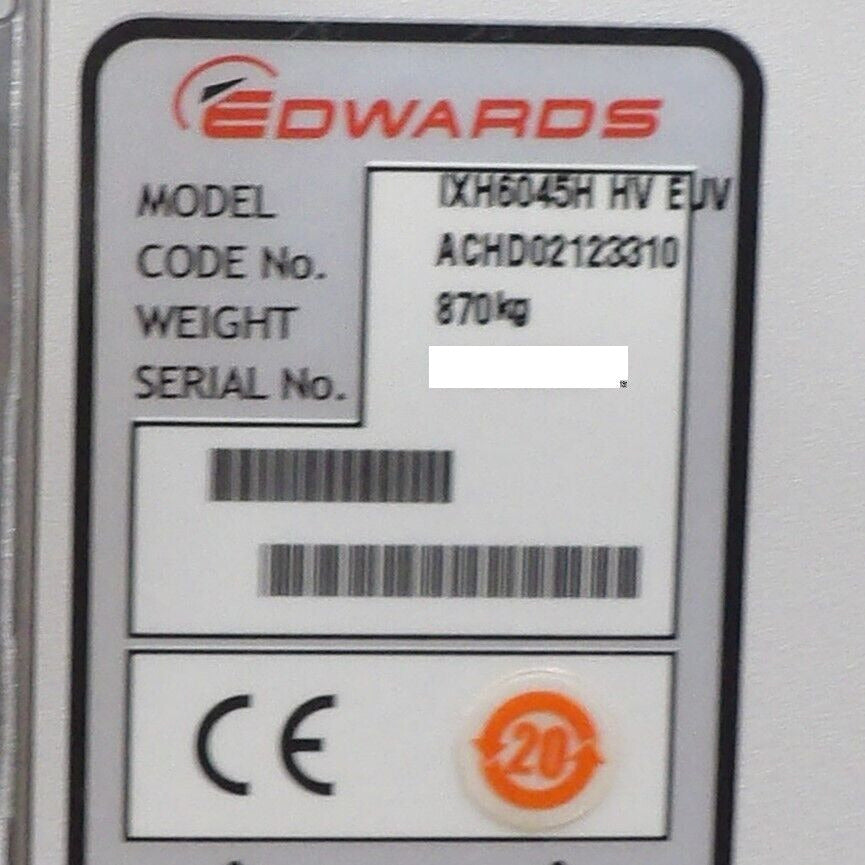 EDWARDS
MODEL IXH6045H HV EUV
CODE No. ACHD02123310
WEIGHT 870kg
SERIAL No.
CE
20